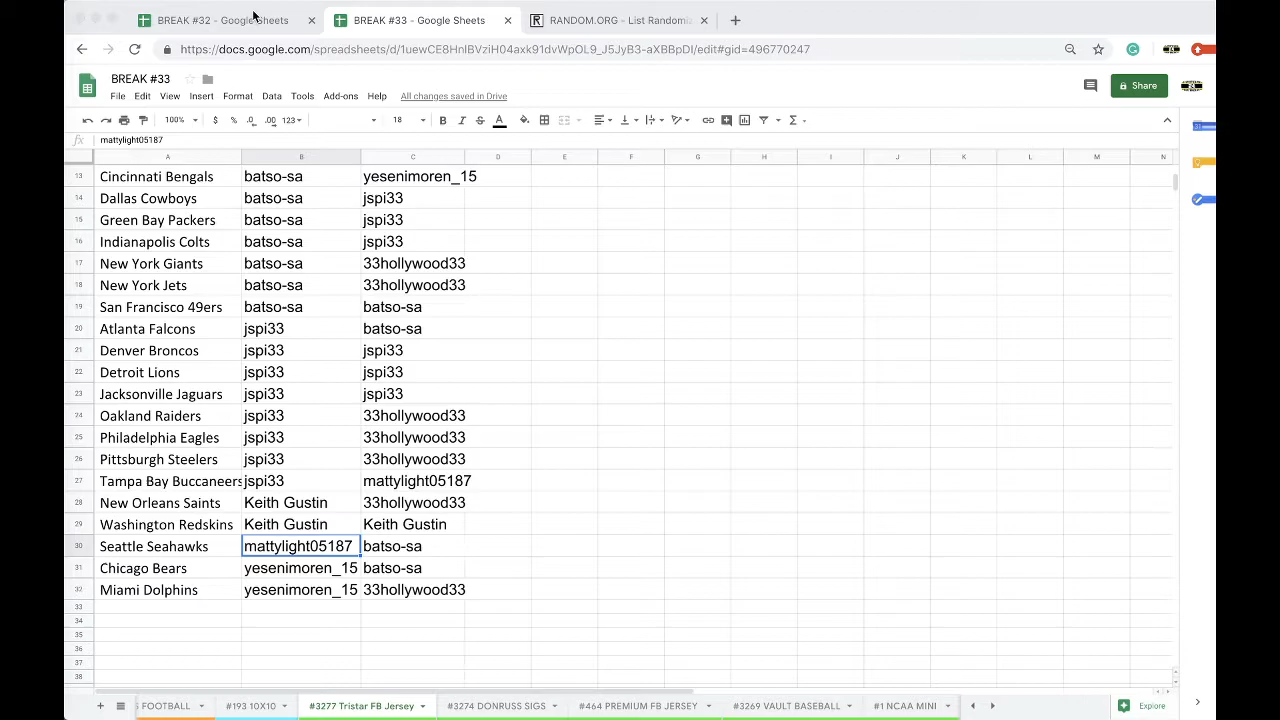 BREAK #32 - Google Sheets × BREAK #33 - Google Sheets × RANDOM.ORG - List Randomiz × +
https://docs.google.com/spreadsheets/d/1uewCE8HnlBVziH04axk91dvWpOL9_J5JyB3-aXBBpDI/edit#gid=496770247
BREAK #33
File Edit View Insert Format Data Tools Add-ons Help All changes saved in Drive
Share
100% $ % .0 .00 123 18 B I S A
fx mattylight05187
A B C D E F G H I J K L M N
13 Cincinnati Bengals batso-sa yesenimoren_15
14 Dallas Cowboys batso-sa jspi33
15 Green Bay Packers batso-sa jspi33
16 Indianapolis Colts batso-sa jspi33
17 New York Giants batso-sa 33hollywood33
18 New York Jets batso-sa 33hollywood33
19 San Francisco 49ers batso-sa batso-sa
20 Atlanta Falcons jspi33 batso-sa
21 Denver Broncos jspi33 jspi33
22 Detroit Lions jspi33 jspi33
23 Jacksonville Jaguars jspi33 jspi33
24 Oakland Raiders jspi33 33hollywood33
25 Philadelphia Eagles jspi33 33hollywood33
26 Pittsburgh Steelers jspi33 33hollywood33
27 Tampa Bay Buccaneers jspi33 mattylight05187
28 New Orleans Saints Keith Gustin 33hollywood33
29 Washington Redskins Keith Gustin Keith Gustin
30 Seattle Seahawks mattylight05187 batso-sa
31 Chicago Bears yesenimoren_15 batso-sa
32 Miami Dolphins yesenimoren_15 33hollywood33
33
34
35
36
37
38
FOOTBALL #193 10X10 #3277 Tristar FB Jersey #3274 DONRUSS SIGS #464 PREMIUM FB JERSEY #3269 VAULT BASEBALL #1 NCAA MINI Explore